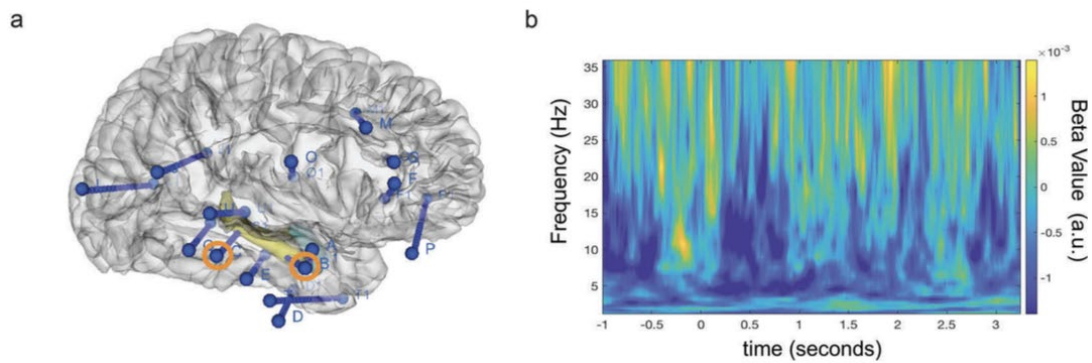 a
b
M
O
G
F
P
A
B
E
D
Frequency (Hz)
35
30
25
20
15
10
5
-1
-0.5
0
0.5
1
1.5
2
2.5
3
time (seconds)
×10⁻³
1
0.5
0
-0.5
-1
Beta Value (a.u.)